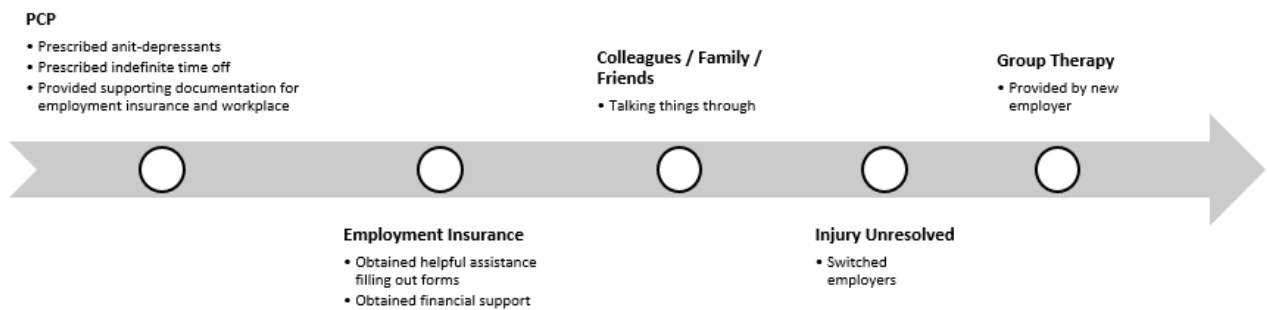 PCP
• Prescribed anit-depressants
• Prescribed indefinite time off
• Provided supporting documentation for
employment insurance and workplace
Employment Insurance
• Obtained helpful assistance
filling out forms
• Obtained financial support
Colleagues / Family /
Friends
• Talking things through
Injury Unresolved
• Switched
employers
Group Therapy
• Provided by new
employer